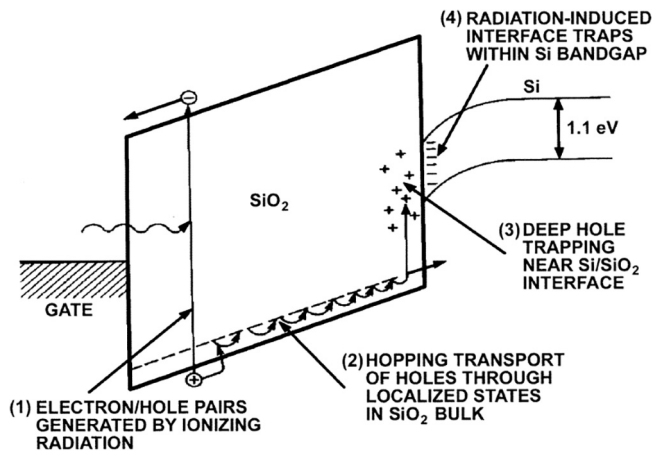 (4) RADIATION-INDUCED
INTERFACE TRAPS
WITHIN Si BANDGAP
Si
1.1 eV
SiO₂
(3) DEEP HOLE
TRAPPING
NEAR Si/SiO₂
INTERFACE
GATE
(2) HOPPING TRANSPORT
OF HOLES THROUGH
LOCALIZED STATES
IN SiO₂ BULK
(1) ELECTRON/HOLE PAIRS
GENERATED BY IONIZING
RADIATION